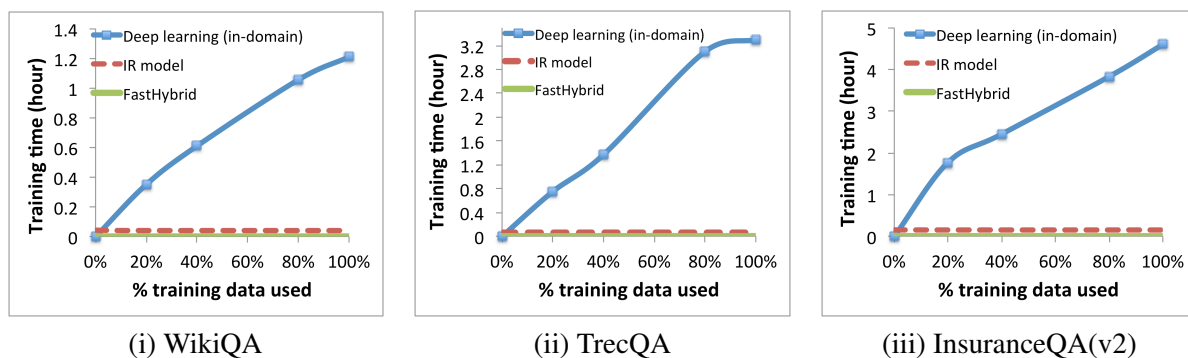 1.4
1.2
1
0.8
0.6
0.4
0.2
0
Training time (hour)
Deep learning (in-domain)
IR model
FastHybrid
0% 20% 40% 60% 80% 100%
% training data used
(i) WikiQA
3.2
2.8
2.4
2
1.6
1.2
0.8
0.4
0
Training time (hour)
Deep learning (in-domain)
IR model
FastHybrid
0% 20% 40% 60% 80% 100%
% training data used
(ii) TrecQA
5
4
3
2
1
0
Training time (hour)
Deep learning (in-domain)
IR model
FastHybrid
0% 20% 40% 60% 80% 100%
% training data used
(iii) InsuranceQA(v2)